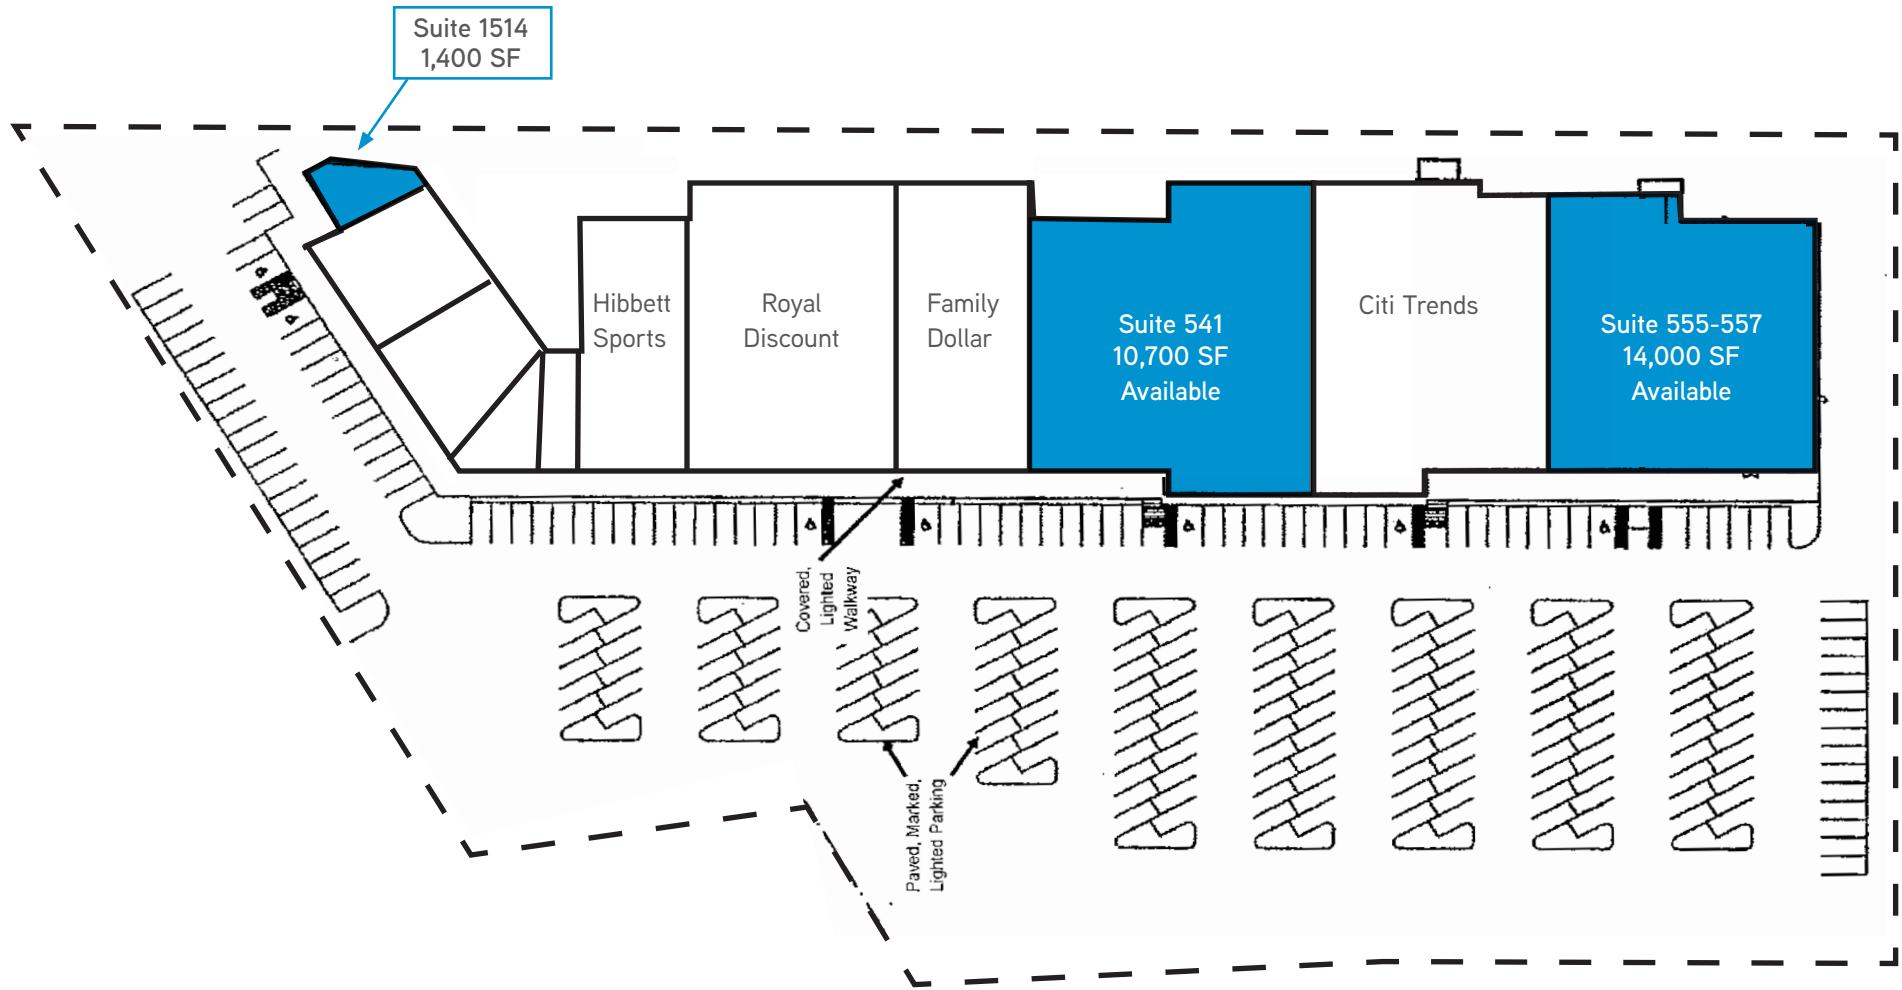 Suite 1514
1,400 SF
Hibbett
Sports
Royal
Discount
Family
Dollar
Suite 541
10,700 SF
Available
Citi Trends
Suite 555-557
14,000 SF
Available
Covered,
Lighted
Walkway
Paved, Marked,
Lighted Parking